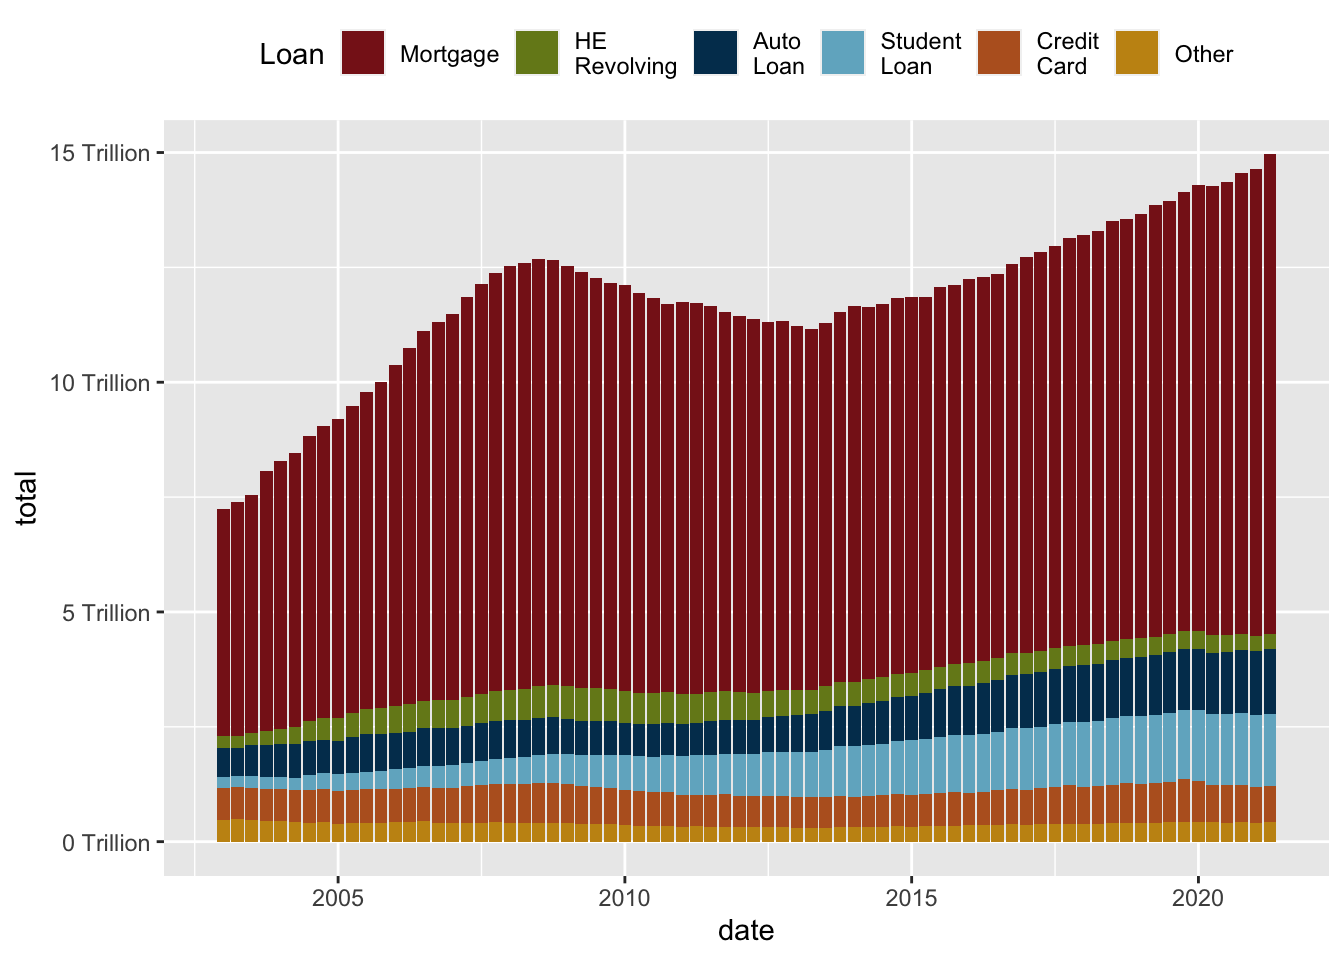 Loan
Mortgage
HE
Revolving
Auto
Loan
Student
Loan
Credit
Card
Other
15 Trillion
10 Trillion
5 Trillion
0 Trillion
total
2005
2010
2015
2020
date